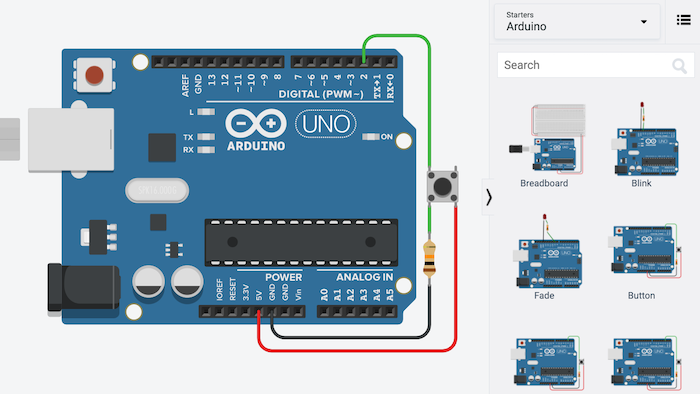 Starters
Arduino
Search
Breadboard
Blink
Fade
Button
AREF
GND
13
12
~11
~10
~9
8
7
~6
~5
4
~3
2
TX→1
RX←0
DIGITAL (PWM~)
L
TX
RX
ARDUINO
UNO
ON
POWER
ANALOG IN
IOREF
RESET
3.3V
5V
GND
GND
Vin
A0
A1
A2
A3
A4
A5